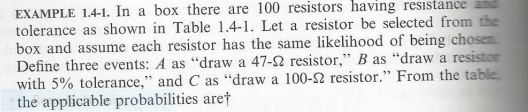 EXAMPLE 1.4-1. In a box there are 100 resistors having resistance and
tolerance as shown in Table 1.4-1. Let a resistor be selected from the
box and assume each resistor has the same likelihood of being chosen.
Define three events: A as “draw a 47-Ω resistor,” B as “draw a resistor
with 5% tolerance,” and C as “draw a 100-Ω resistor.” From the table,
the applicable probabilities are†